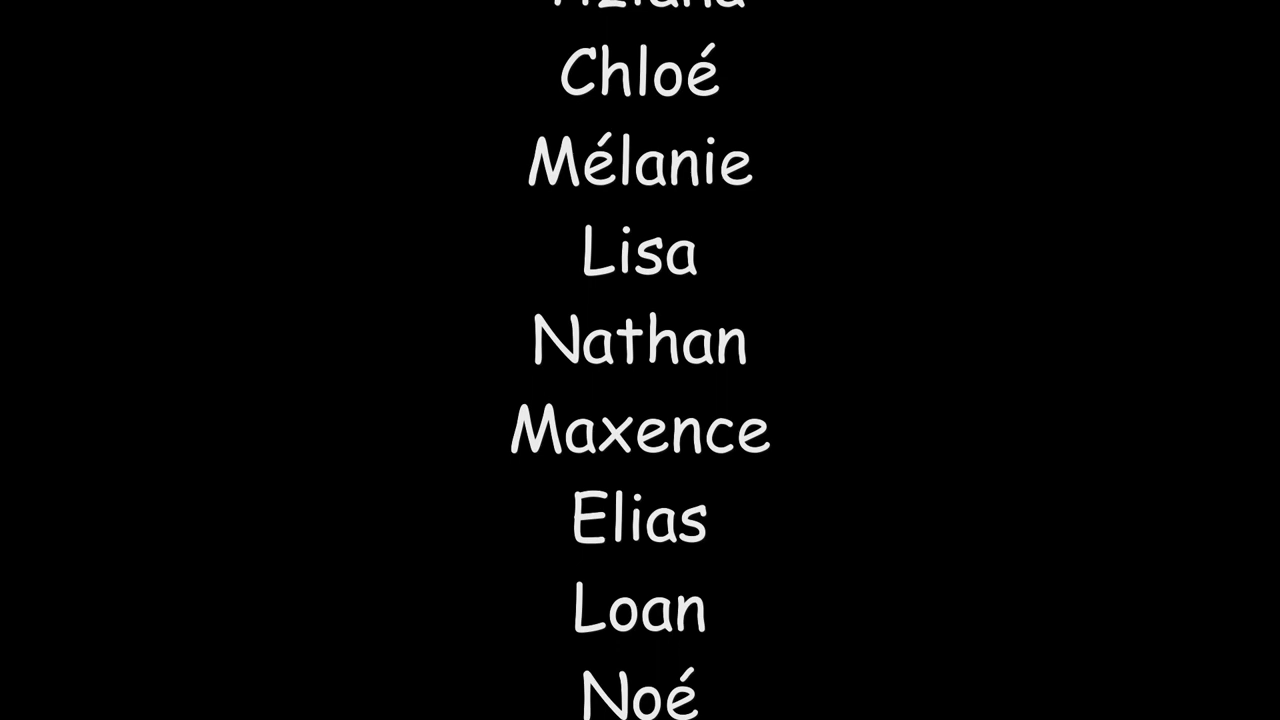 Chloé
Mélanie
Lisa
Nathan
Maxence
Elias
Loan
Noé